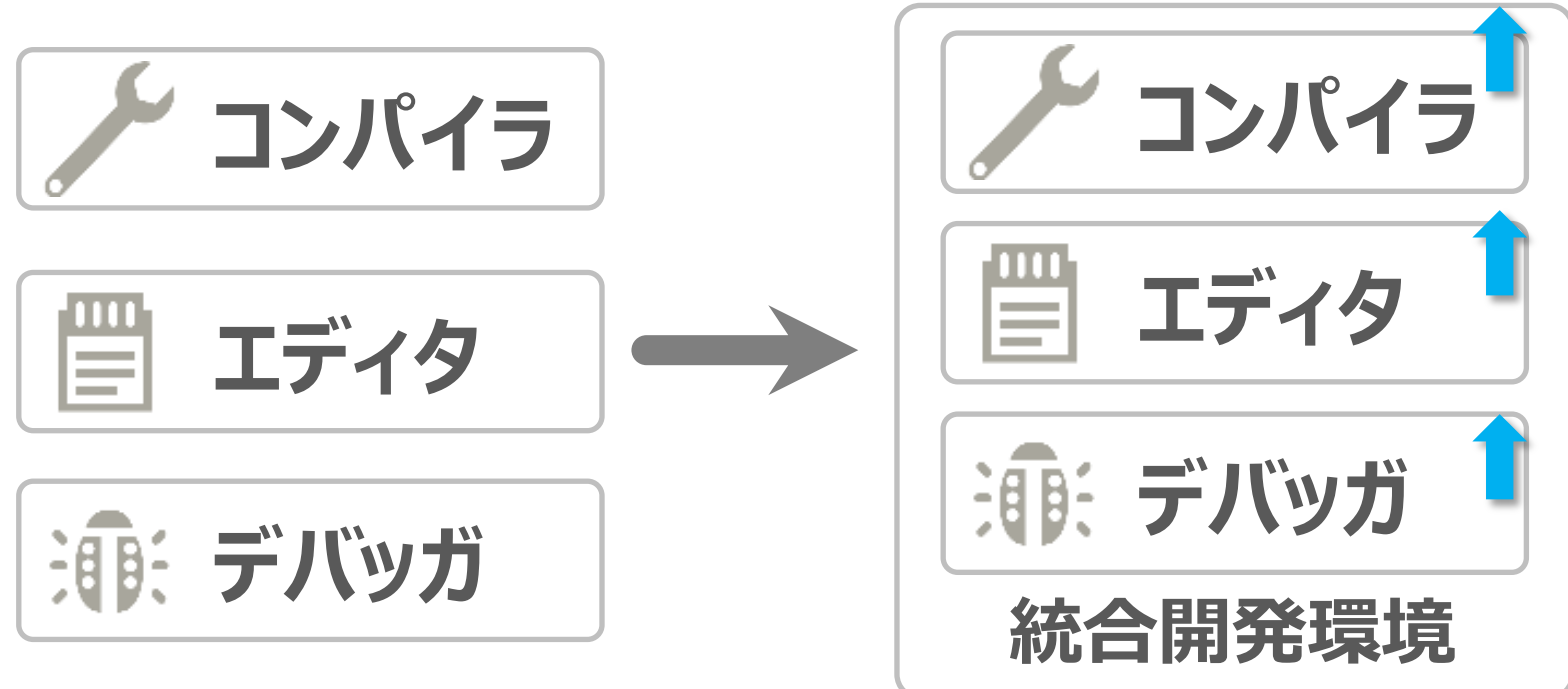 コンパイラ
エディタ
デバッガ
コンパイラ
エディタ
デバッガ
統合開発環境